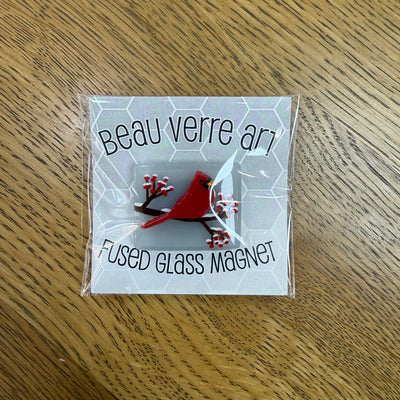 Beau verre art
Fused Glass Magnet